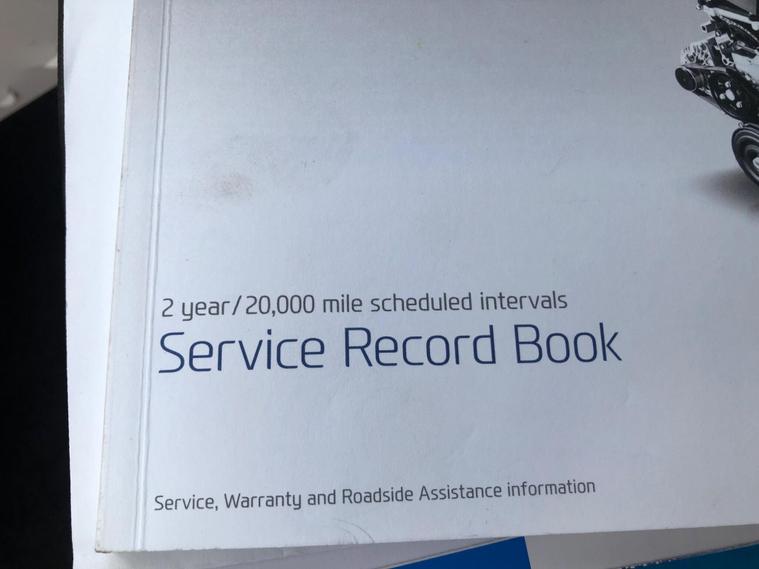 2 year/20,000 mile scheduled intervals
Service Record Book
Service, Warranty and Roadside Assistance information